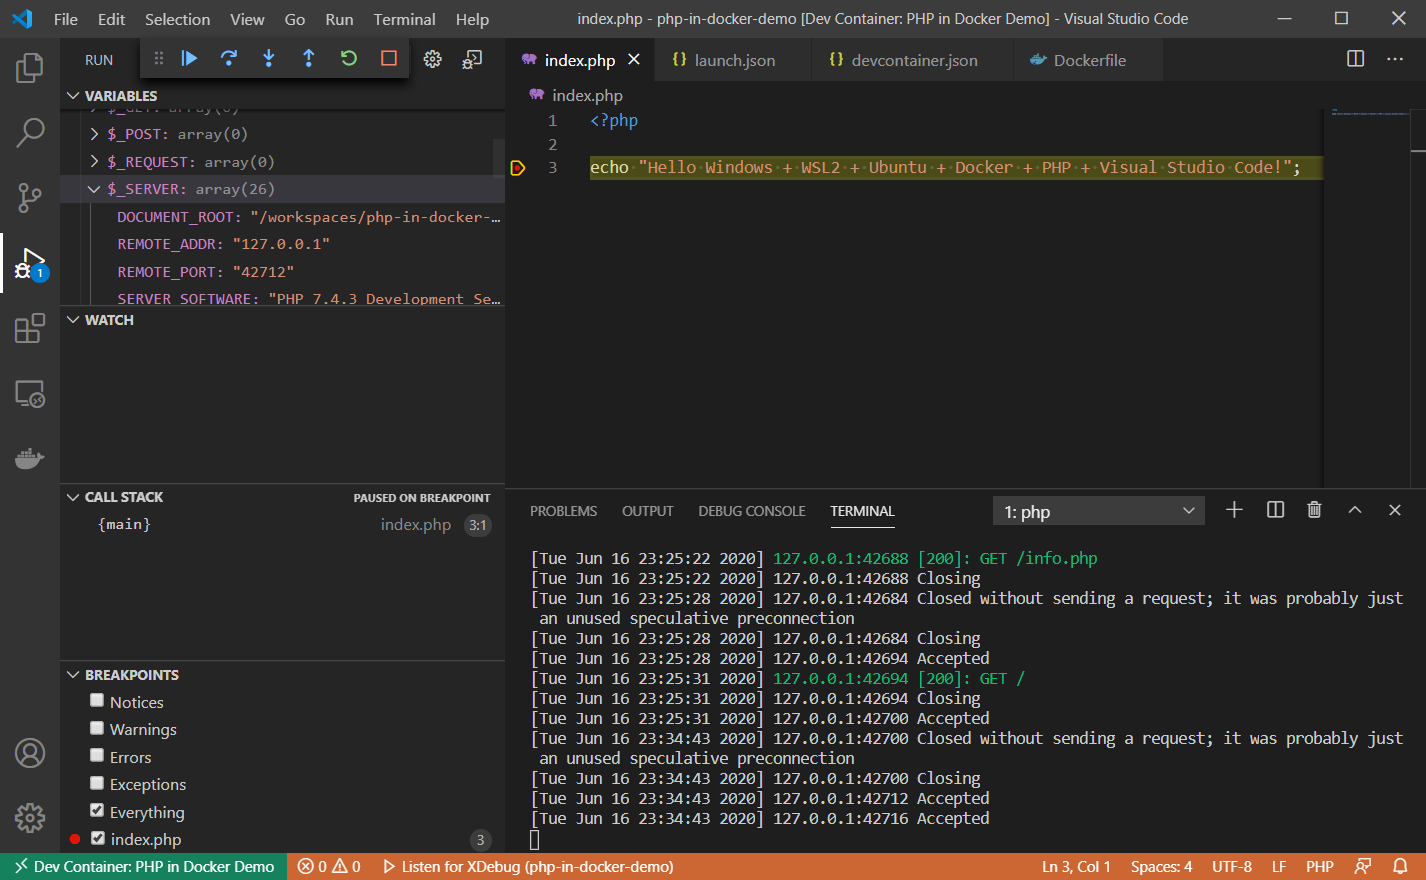 File Edit Selection View Go Run Terminal Help
index.php - php-in-docker-demo [Dev Container: PHP in Docker Demo] - Visual Studio Code
RUN
index.php
launch.json
devcontainer.json
Dockerfile
VARIABLES
$_GET: array(0)
$_POST: array(0)
$_REQUEST: array(0)
$_SERVER: array(26)
DOCUMENT_ROOT: "/workspaces/php-in-docker-…
REMOTE_ADDR: "127.0.0.1"
REMOTE_PORT: "42712"
SERVER_SOFTWARE: "PHP 7.4.3 Development Se…
WATCH
CALL STACK PAUSED ON BREAKPOINT
{main} index.php 3:1
BREAKPOINTS
Notices
Warnings
Errors
Exceptions
Everything
index.php 3
1
index.php
1 <?php
2
3 echo "Hello Windows + WSL2 + Ubuntu + Docker + PHP + Visual Studio Code!";
PROBLEMS OUTPUT DEBUG CONSOLE TERMINAL 1: php
[Tue Jun 16 23:25:22 2020] 127.0.0.1:42688 [200]: GET /info.php
[Tue Jun 16 23:25:22 2020] 127.0.0.1:42688 Closing
[Tue Jun 16 23:25:28 2020] 127.0.0.1:42684 Closed without sending a request; it was probably just
an unused speculative preconnection
[Tue Jun 16 23:25:28 2020] 127.0.0.1:42684 Closing
[Tue Jun 16 23:25:28 2020] 127.0.0.1:42694 Accepted
[Tue Jun 16 23:25:31 2020] 127.0.0.1:42694 [200]: GET /
[Tue Jun 16 23:25:31 2020] 127.0.0.1:42694 Closing
[Tue Jun 16 23:25:31 2020] 127.0.0.1:42700 Accepted
[Tue Jun 16 23:34:43 2020] 127.0.0.1:42700 Closed without sending a request; it was probably just
an unused speculative preconnection
[Tue Jun 16 23:34:43 2020] 127.0.0.1:42700 Closing
[Tue Jun 16 23:34:43 2020] 127.0.0.1:42712 Accepted
[Tue Jun 16 23:34:43 2020] 127.0.0.1:42716 Accepted
Dev Container: PHP in Docker Demo 0 0 Listen for XDebug (php-in-docker-demo) Ln 3, Col 1 Spaces: 4 UTF-8 LF PHP